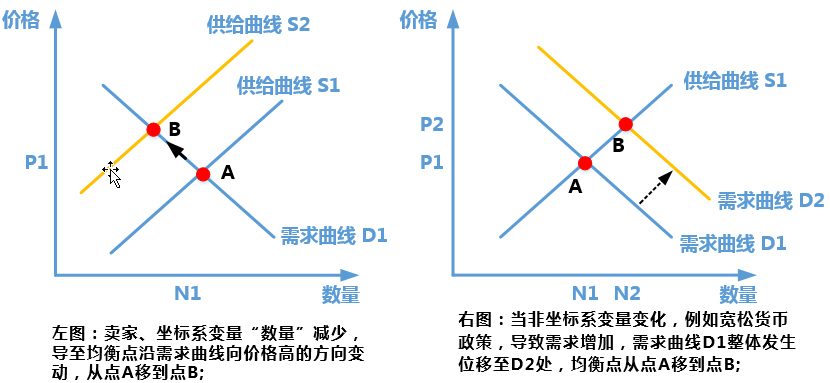 价格
供给曲线 S2
供给曲线 S1
B
A
P1
需求曲线 D1
N1
数量
左图：卖家、坐标系变量“数量”减少，
导至均衡点沿需求曲线向价格高的方向变
动，从点A移到点B;
价格
供给曲线 S1
P2
P1
B
A
需求曲线 D2
需求曲线 D1
N1
N2
数量
右图：当非坐标系变量变化，例如宽松货币
政策，导致需求增加，需求曲线D1整体发生
位移至D2处，均衡点从点A移到点B;